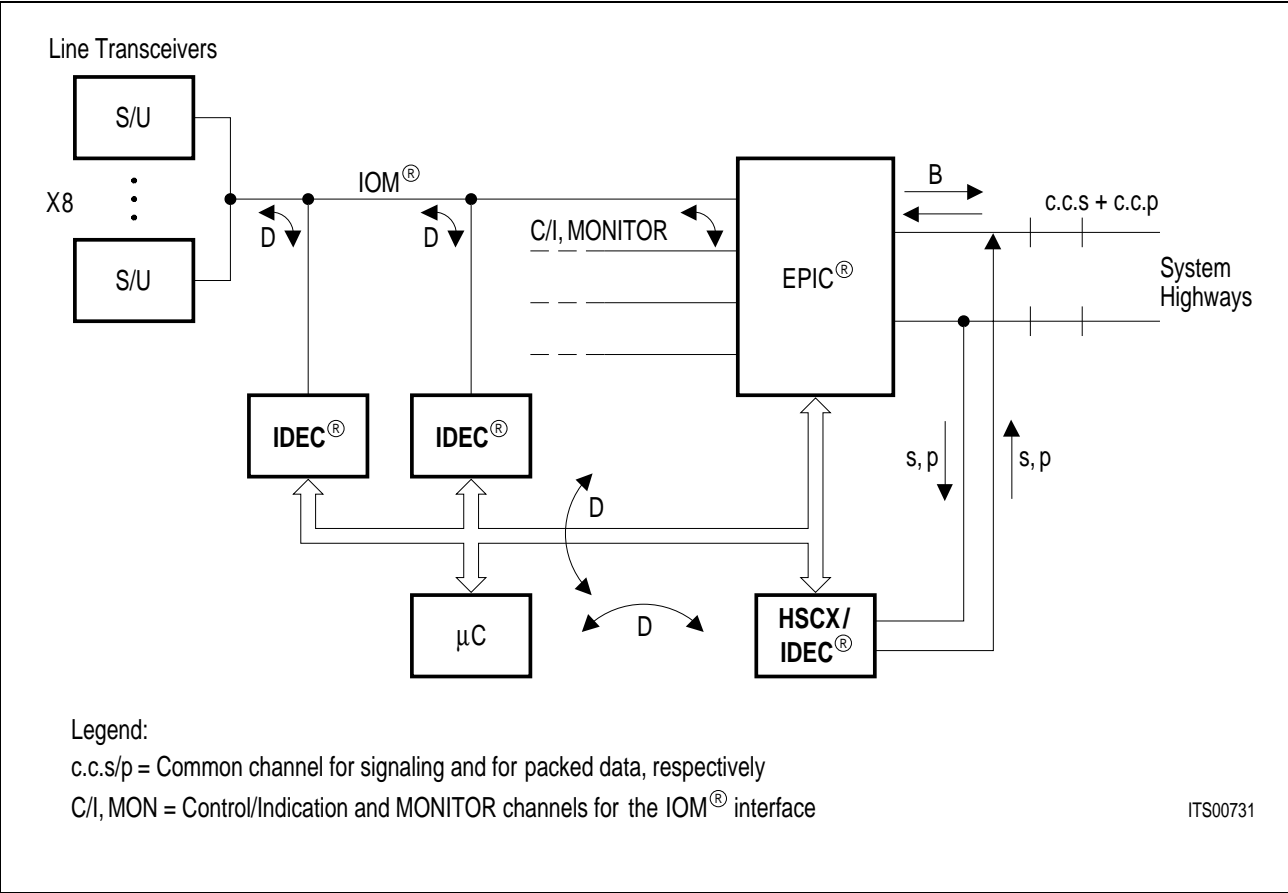 Line Transceivers
S/U
X8
S/U
IOM®
D
D
C/I, MONITOR
EPIC®
B
c.c.s + c.c.p
System
Highways
IDEC®
IDEC®
D
s, p
s, p
μC
D
HSCX/
IDEC®
Legend:
c.c.s/p = Common channel for signaling and for packed data, respectively
C/I, MON = Control/Indication and MONITOR channels for the IOM® interface
ITS00731